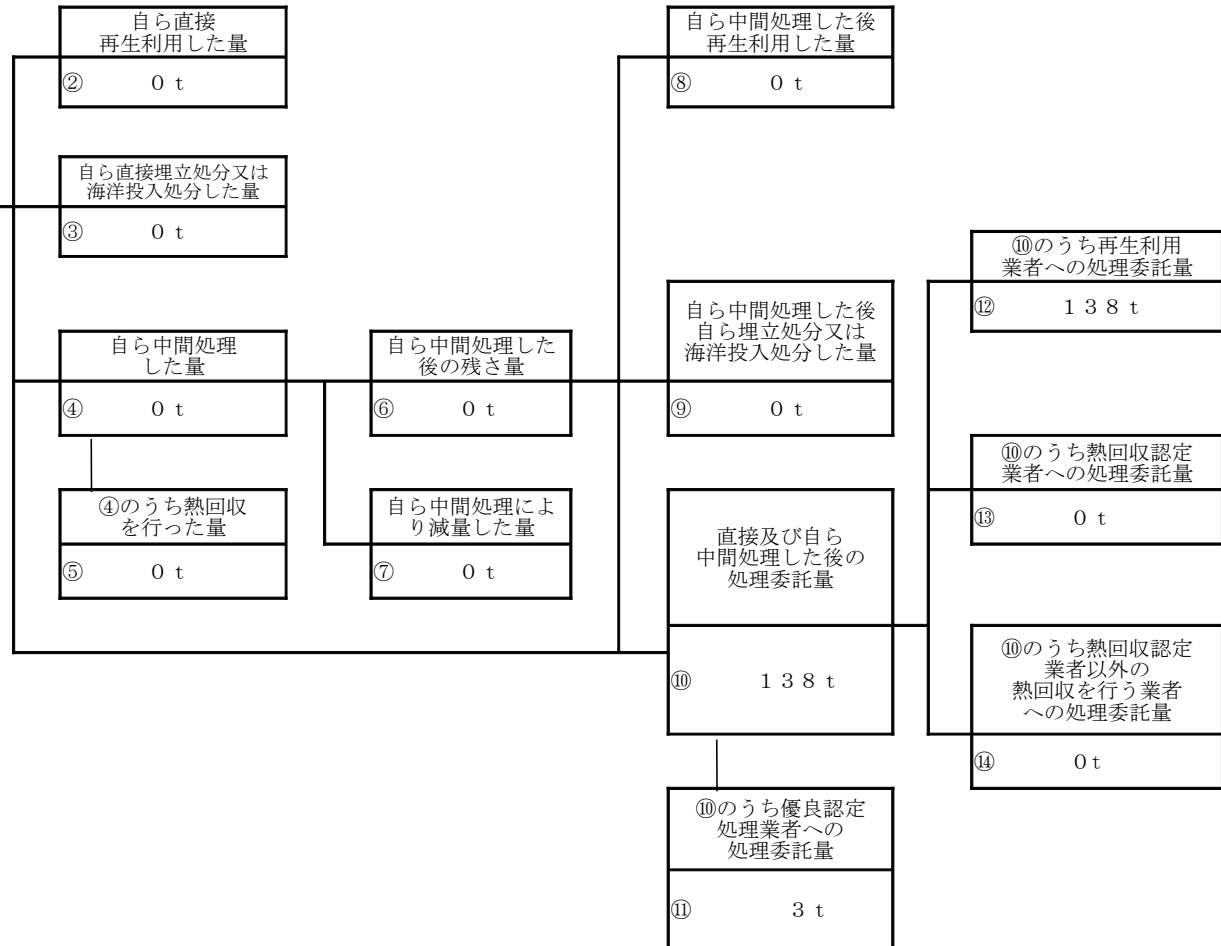 自ら直接
再生利用した量
② 0 t
自ら中間処理した後
再生利用した量
⑧ 0 t
自ら直接埋立処分又は
海洋投入処分した量
③ 0 t
⑩のうち再生利用
業者への処理委託量
⑫ 138t
自ら中間処理
した量
④ 0 t
自ら中間処理した
後の残さ量
⑥ 0 t
自ら中間処理した後
自ら埋立処分又は
海洋投入処分した量
⑨ 0 t
⑩のうち熱回収認定
業者への処理委託量
⑬ 0 t
④のうち熱回収
を行った量
⑤ 0 t
自ら中間処理によ
り減量した量
⑦ 0 t
直接及び自ら
中間処理した後の
処理委託量
⑩ 138t
⑩のうち熱回収認定
業者以外の
熱回収を行う業者
への処理委託量
⑭ 0t
⑩のうち優良認定
処理業者への
処理委託量
⑪ 3 t